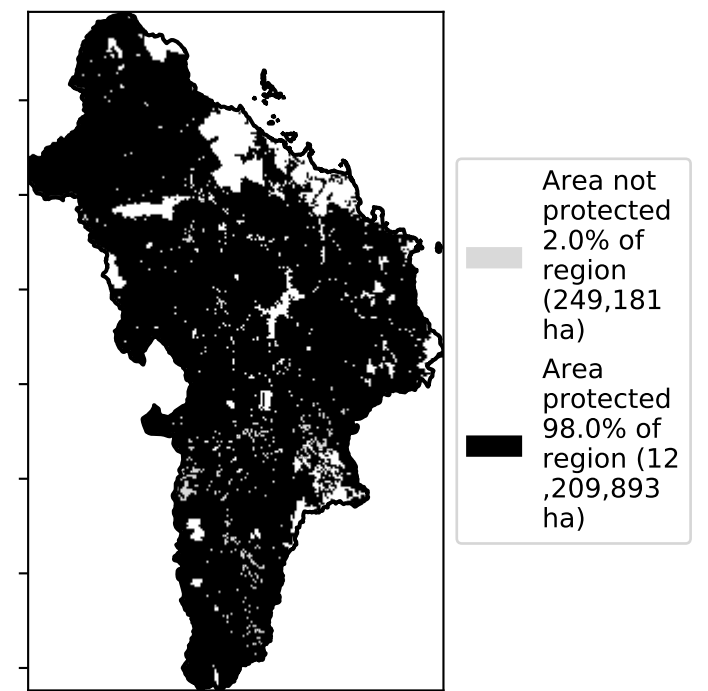 Area not
protected
2.0% of
region
(249,181
ha)
Area
protected
98.0% of
region (12
,209,893
ha)